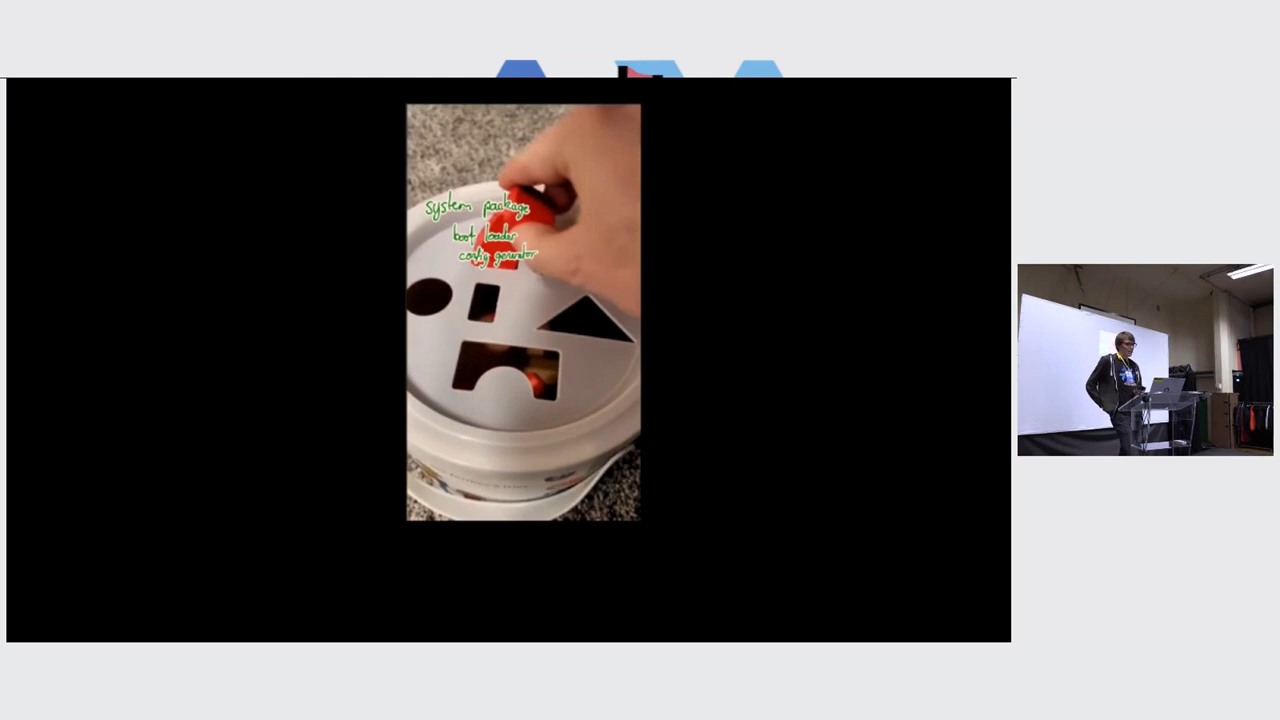 system package
boot loader
config generator